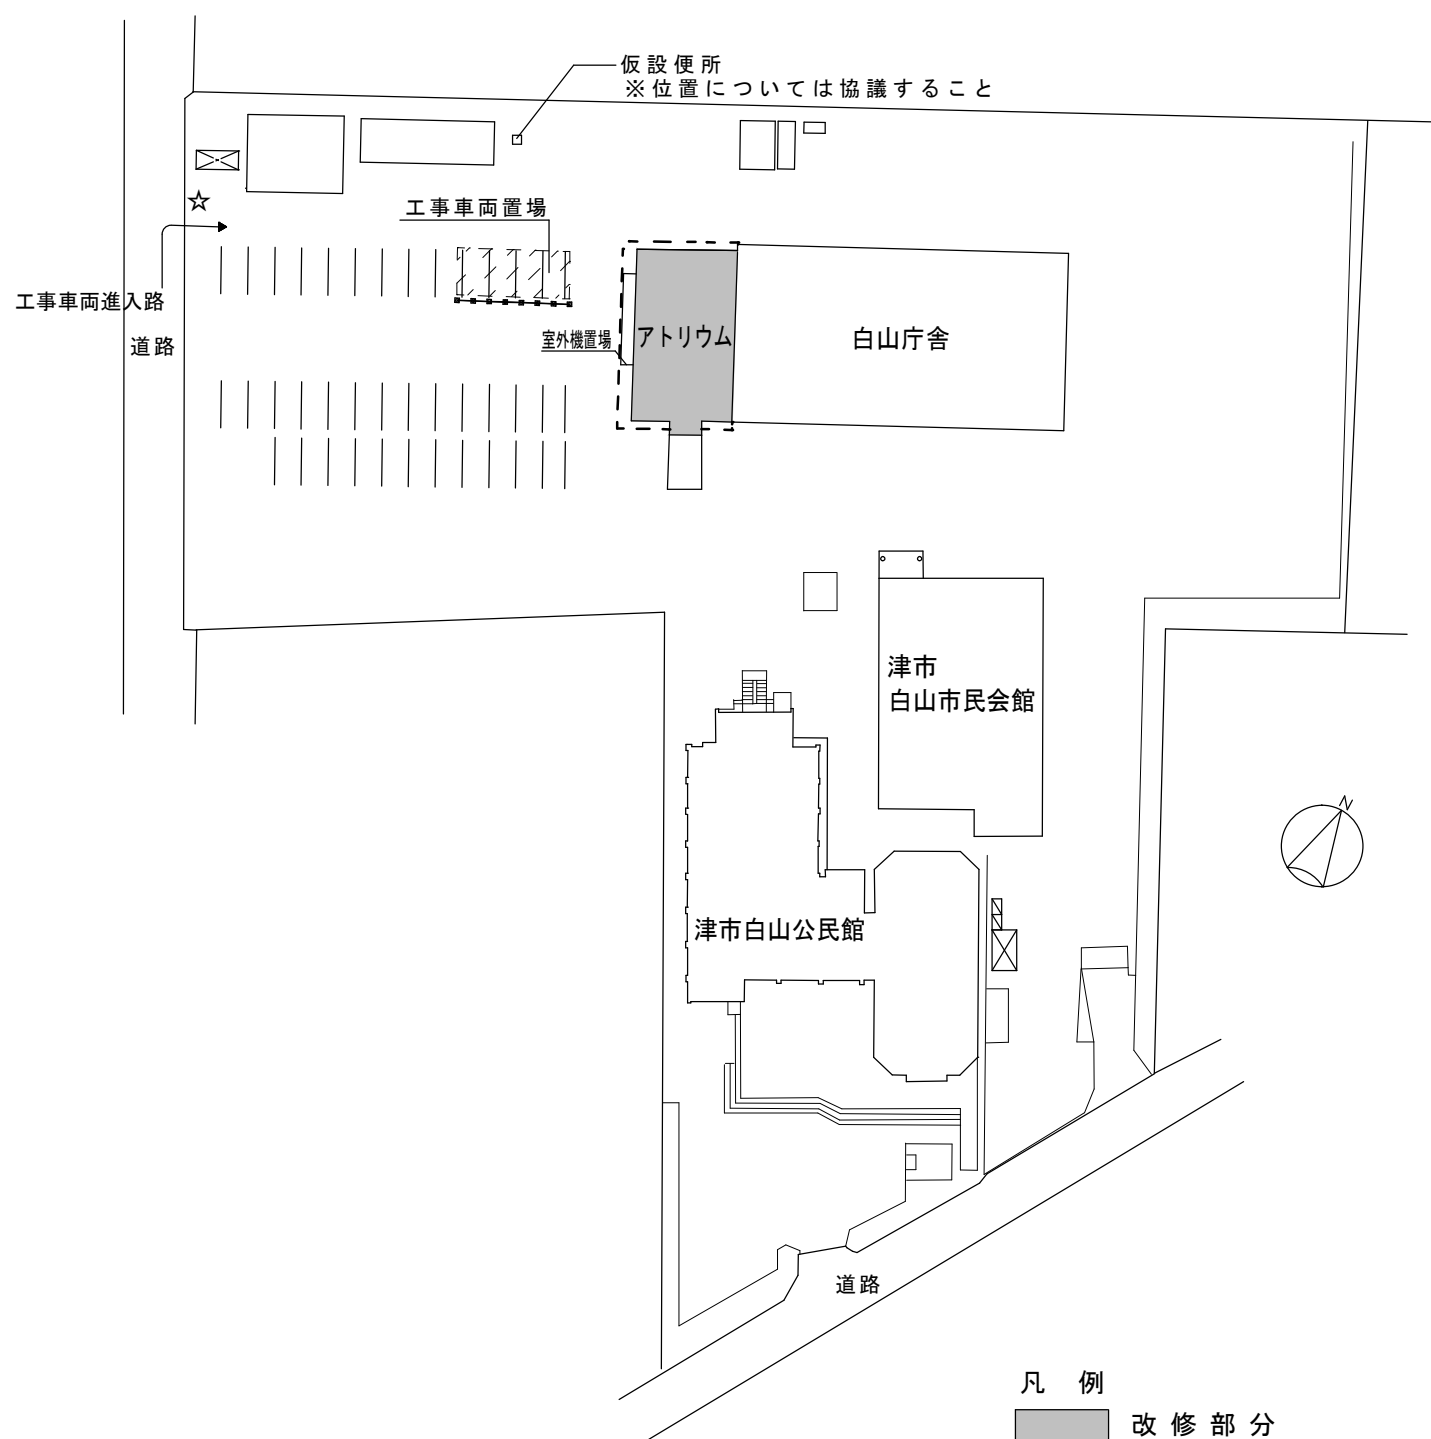 仮設便所
※位置については協議すること
☆
工事車両置場
工事車両進入路
道路
室外機置場
アトリウム
白山庁舎
津市
白山市民会館
N
津市白山公民館
道路
凡 例
改修部分